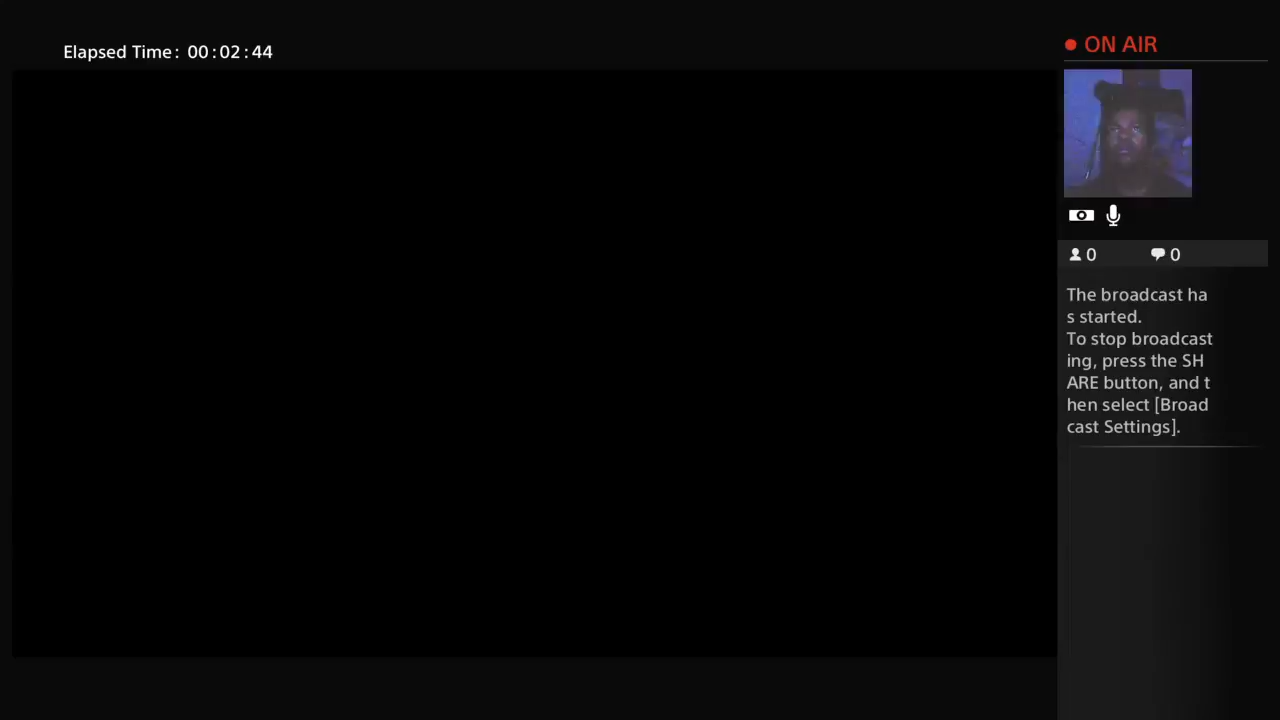 Elapsed Time: 00:02:44
ON AIR
0 0
The broadcast ha
s started.
To stop broadcast
ing, press the SH
ARE button, and t
hen select [Broad
cast Settings].